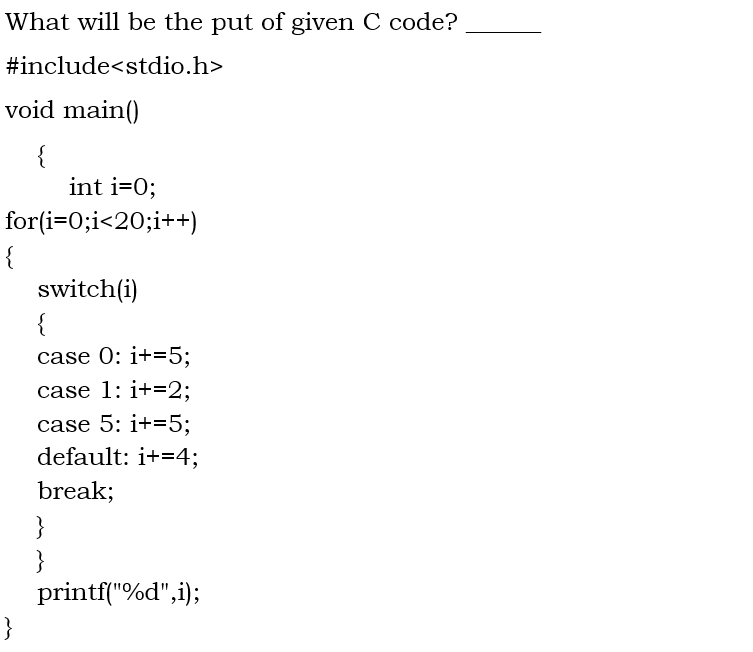 What will be the put of given C code? ______
#include<stdio.h>
void main()
{
int i=0;
for(i=0;i<20;i++)
{
switch(i)
{
case 0: i+=5;
case 1: i+=2;
case 5: i+=5;
default: i+=4;
break;
}
}
printf("%d",i);
}